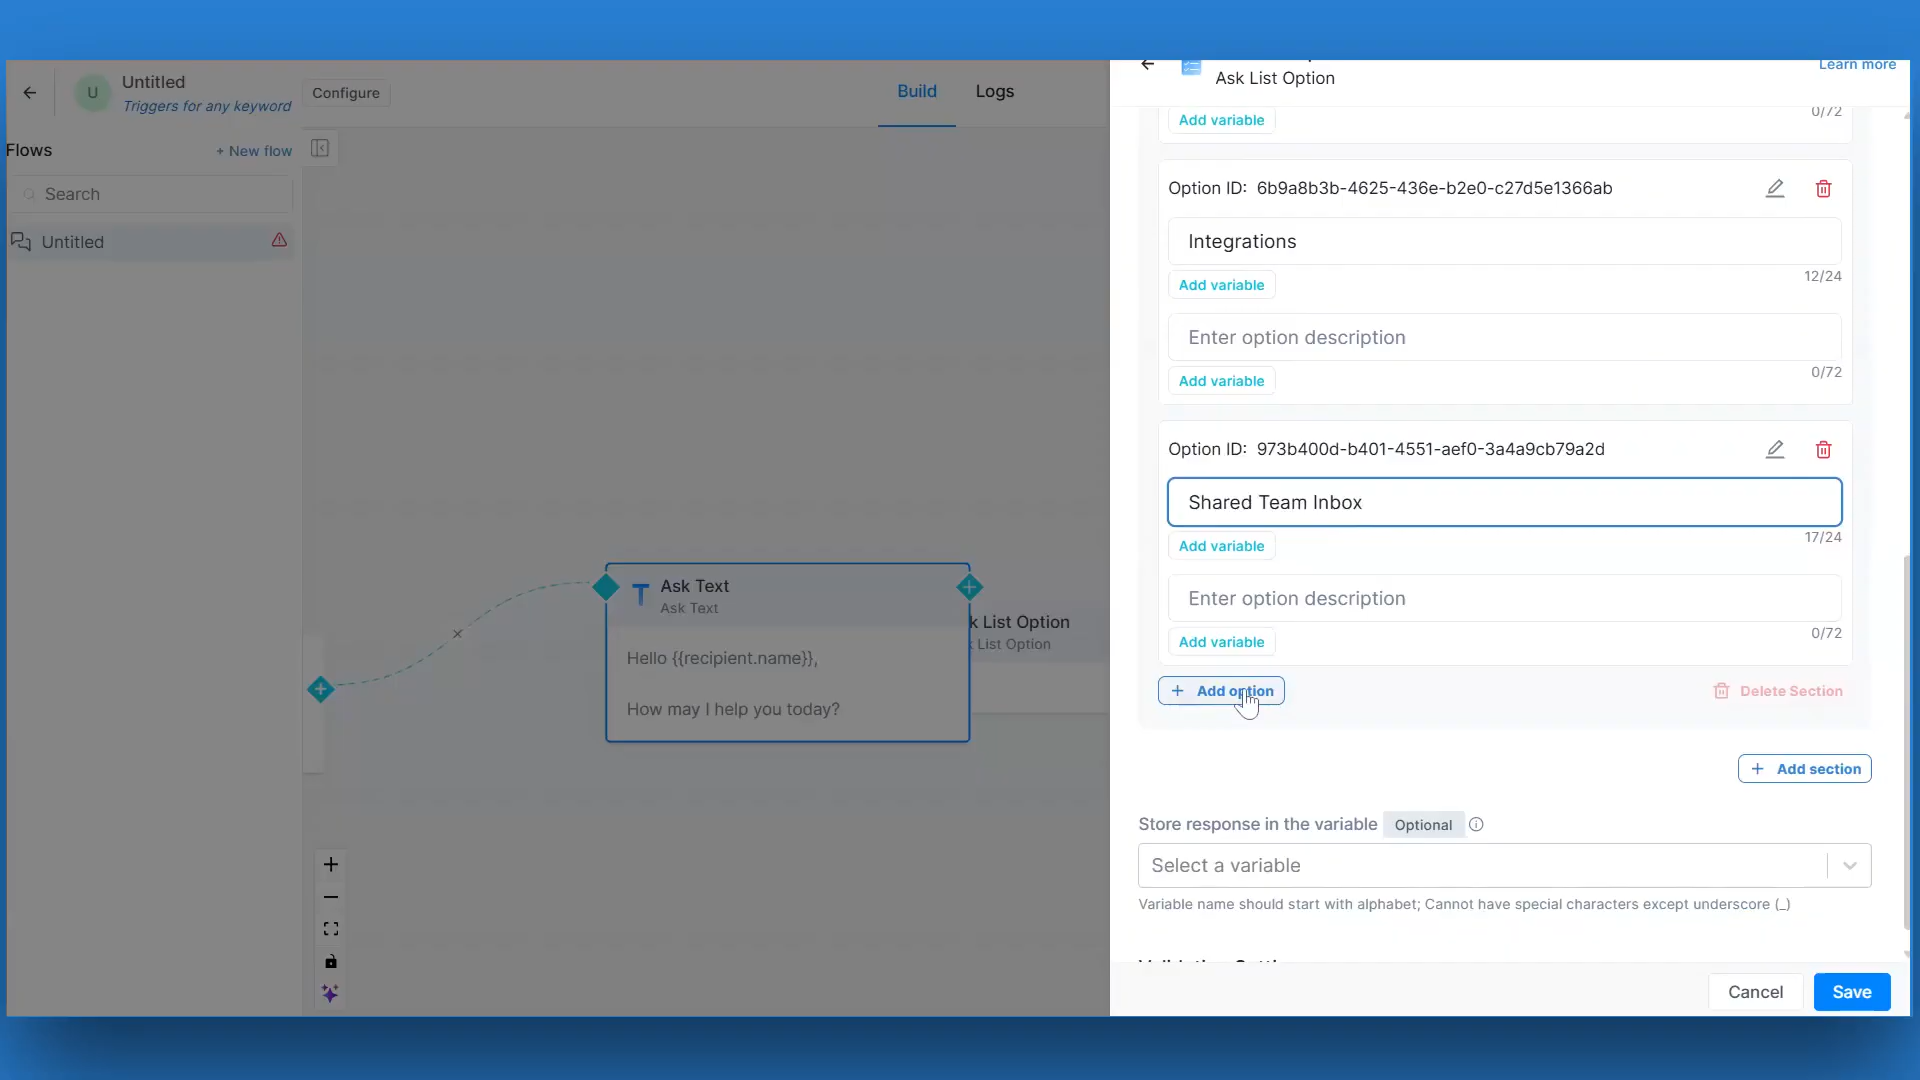 U
Untitled
Triggers for any keyword
Configure
Build
Logs
Flows
+ New flow
Search
Untitled
Ask Text
Ask Text
Hello {{recipient.name}},
How may I help you today?
k List Option
List Option
Ask List Option
Learn more
Add variable
0/72
Option ID: 6b9a8b3b-4625-436e-b2e0-c27d5e1366ab
Integrations
12/24
Add variable
Enter option description
0/72
Add variable
Option ID: 973b400d-b401-4551-aef0-3a4a9cb79a2d
Shared Team Inbox
17/24
Add variable
Enter option description
0/72
Add variable
+ Add option
Delete Section
+ Add section
Store response in the variable Optional
Select a variable
Variable name should start with alphabet; Cannot have special characters except underscore (_)
Cancel
Save